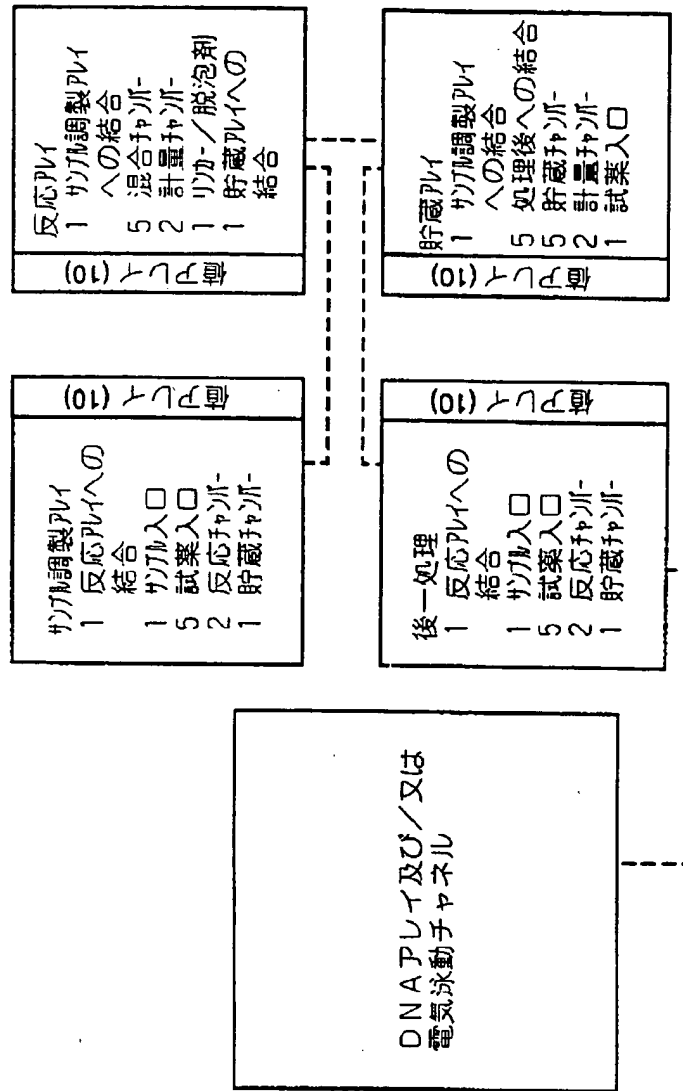 サンプル調製アレイ
1 反応アレイへの
結合
1 サンプル入口
5 試薬入口
2 反応チャンバー
1 貯蔵チャンバー
値アレイ (10)
反応アレイ
1 サンプル調製アレイ
への結合
5 混合チャンバー
2 計量チャンバー
1 リンカー/脱泡剤
1 貯蔵アレイへの
結合
値アレイ (10)
後一処理
1 反応アレイへの
結合
1 サンプル入口
5 試薬入口
2 反応チャンバー
1 貯蔵チャンバー
値アレイ (10)
貯蔵アレイ
1 サンプル調製アレイ
への結合
5 処理後への結合
5 貯蔵チャンバー
2 計量チャンバー
1 試薬入口
値アレイ (10)
DNAアレイ及び/又は
電気泳動チャネル